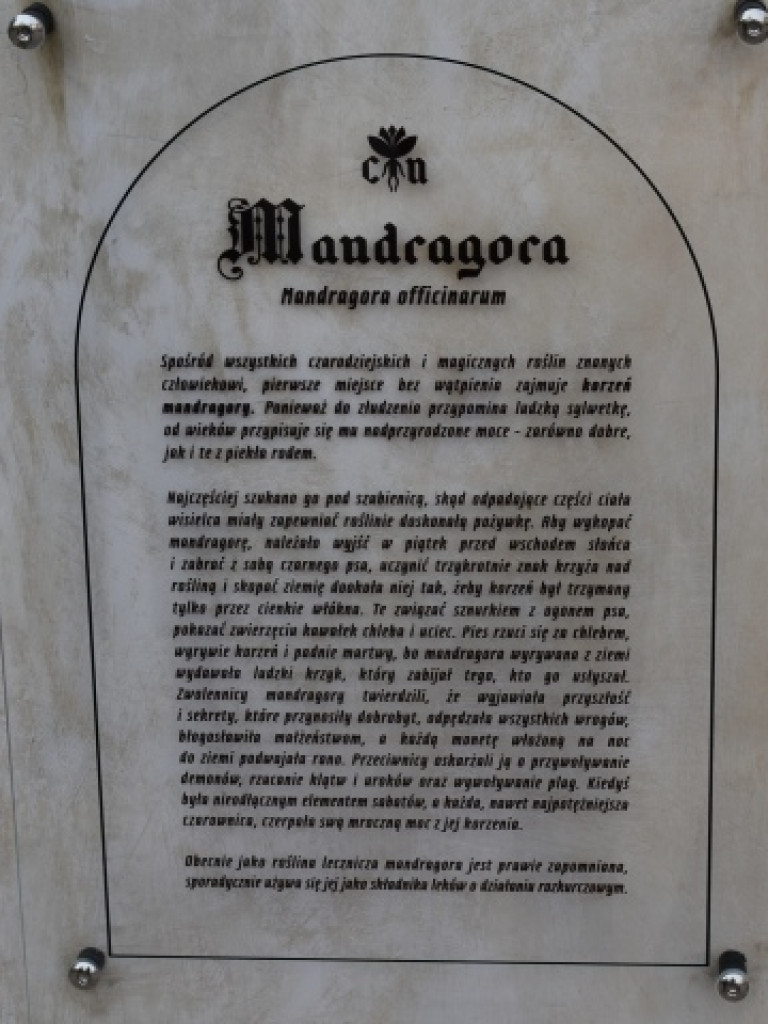 c n
Mandragora
Mandragora officinarum
Spośród wszystkich czarodziejskich i magicznych roślin znanych
człowiekowi, pierwsze miejsce bez wątpienia zajmuje korzeń
mandragory. Ponieważ do złudzenia przypomina ludzką sylwetkę,
od wieków przypisuje się mu nadprzyrodzone moce – zarówno dobre,
jak i te z piekła rodem.
Najczęściej szukano go pod szubienicą, skąd odpadające części ciała
wisielca miały zapewniać roślinie doskonałą pożywkę. Aby wykopać
mandragorę, należało wyjść w piątek przed wschodem słońca
i zabrać z sobą czarnego psa, uczynić trzykrotnie znak krzyża nad
rośliną i skopać ziemię dookoła niej tak, żeby korzeń był trzymany
tylko przez cienkie włókna. Te związać sznurkiem z ogonem psa,
pokazać zwierzęciu kawałek chleba i uciec. Pies rzuci się za chlebem,
wyrywie korzeń i padnie martwy, bo mandragora wyrywana z ziemi
wydawała ludzki krzyk, który zabijał tego, kto go usłyszał.
Zwolennicy mandragory twierdzili, że wyjawiała przyszłość
i sekrety, które przynosiły dobrobyt, odpędzała wszystkich wrogów,
błogosławiła małżeństwom, a każdą monetę włożoną na noc
do ziemi podwajała rano. Przeciwnicy oskarżali ją o przywoływanie
demonów, rzucanie klątw i uroków oraz wywoływanie plag. Kiedyś
była nieodłącznym elementem sabatów, a każda, nawet najpotężniejsza
czarownica, czerpała swą mroczną moc z jej korzenia.
Obecnie jako roślina lecznicza mandragora jest prawie zapomniana,
sporadycznie używa się jej jako składnika leków o działaniu rozkurczowym.